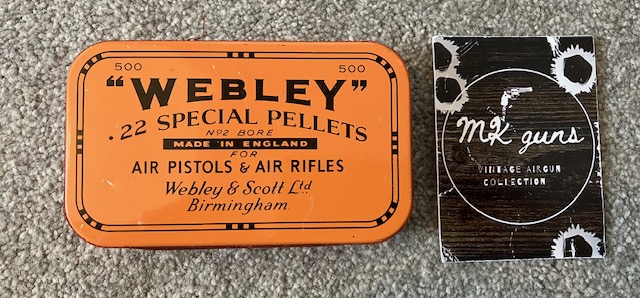 500 500
"WEBLEY"
.22 SPECIAL PELLETS
Nº2 BORE
MADE IN ENGLAND
FOR
AIR PISTOLS & AIR RIFLES
Webley & Scott Ltd
Birmingham
MK guns
VINTAGE AIRGUN
COLLECTION